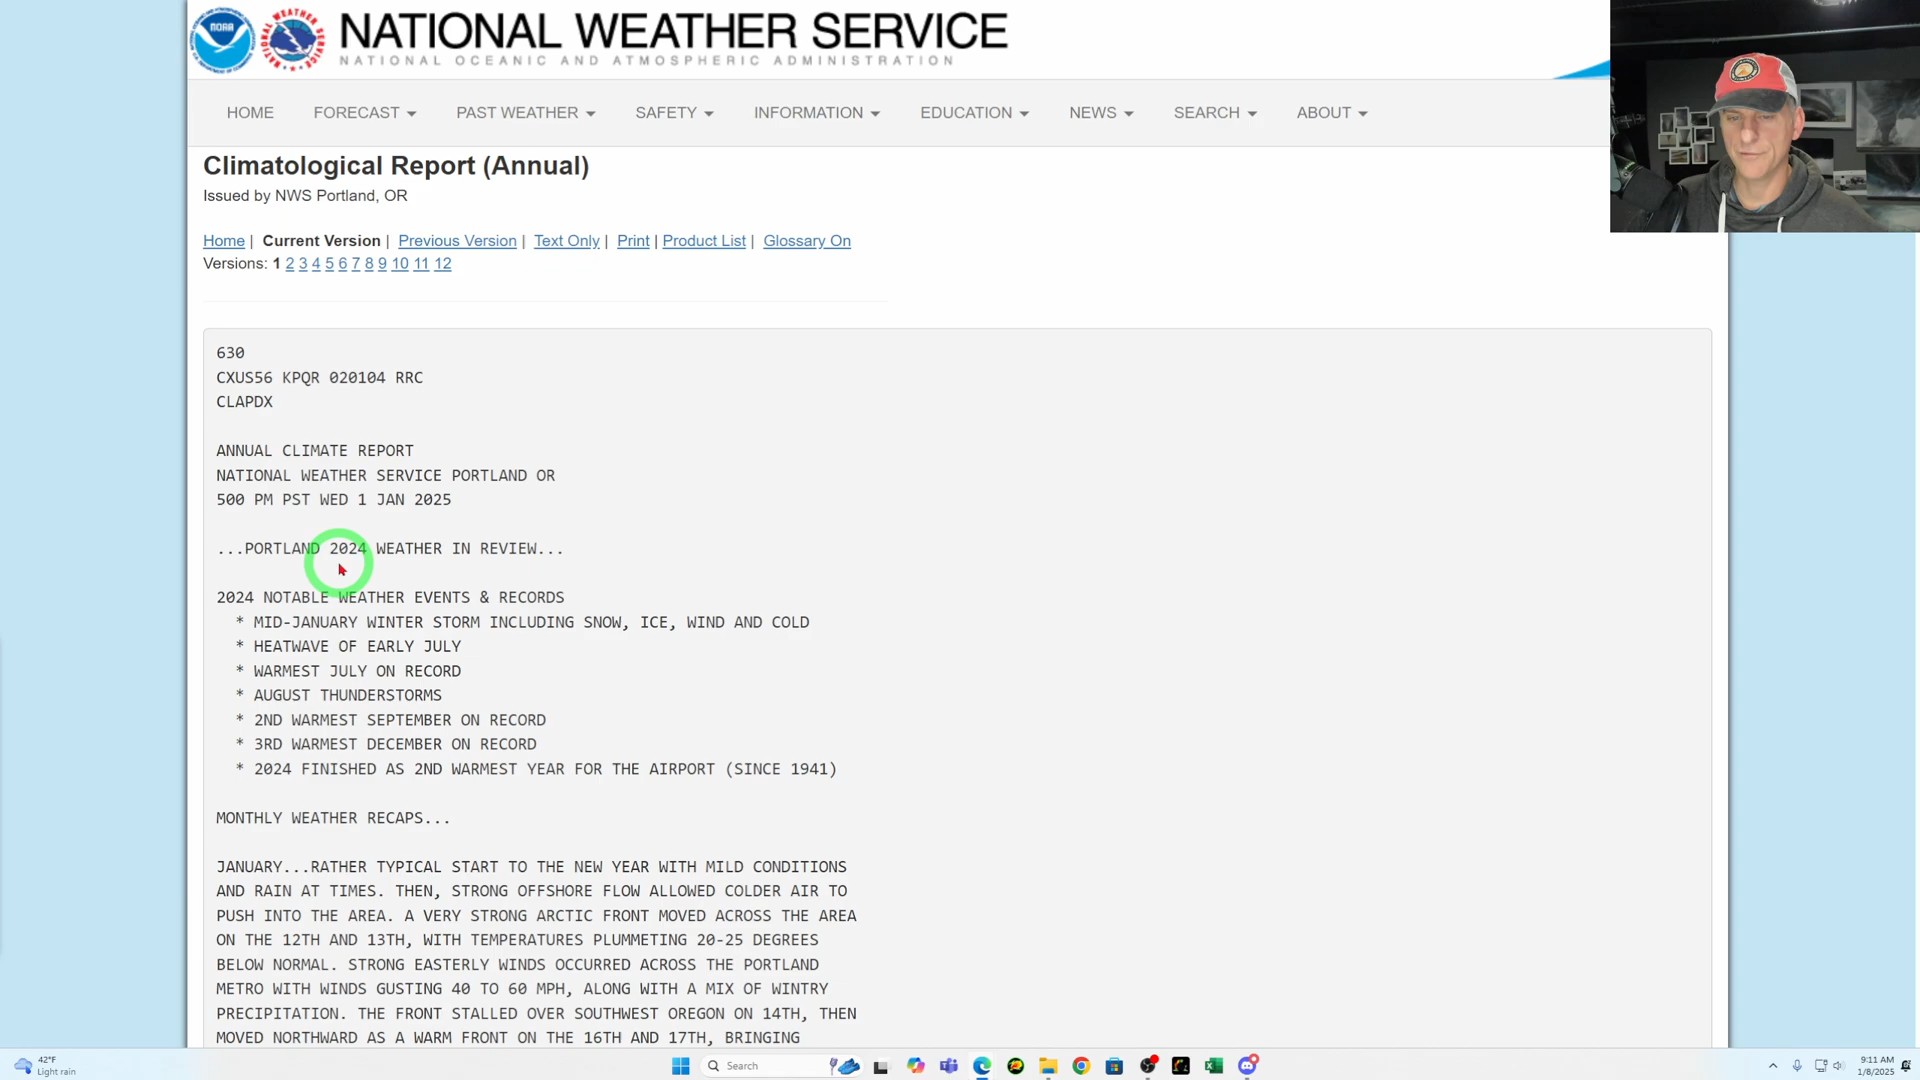 NATIONAL WEATHER SERVICE
NATIONAL OCEANIC AND ATMOSPHERIC ADMINISTRATION
NOAA
HOME FORECAST PAST WEATHER SAFETY INFORMATION EDUCATION NEWS SEARCH ABOUT
Climatological Report (Annual)
Issued by NWS Portland, OR
Home | Current Version | Previous Version | Text Only | Print | Product List | Glossary On
Versions: 1 2 3 4 5 6 7 8 9 10 11 12
630
CXUS56 KPQR 020104 RRC
CLAPDX
ANNUAL CLIMATE REPORT
NATIONAL WEATHER SERVICE PORTLAND OR
500 PM PST WED 1 JAN 2025
...PORTLAND 2024 WEATHER IN REVIEW...
2024 NOTABLE WEATHER EVENTS & RECORDS
* MID-JANUARY WINTER STORM INCLUDING SNOW, ICE, WIND AND COLD
* HEATWAVE OF EARLY JULY
* WARMEST JULY ON RECORD
* AUGUST THUNDERSTORMS
* 2ND WARMEST SEPTEMBER ON RECORD
* 3RD WARMEST DECEMBER ON RECORD
* 2024 FINISHED AS 2ND WARMEST YEAR FOR THE AIRPORT (SINCE 1941)
MONTHLY WEATHER RECAPS...
JANUARY...RATHER TYPICAL START TO THE NEW YEAR WITH MILD CONDITIONS
AND RAIN AT TIMES. THEN, STRONG OFFSHORE FLOW ALLOWED COLDER AIR TO
PUSH INTO THE AREA. A VERY STRONG ARCTIC FRONT MOVED ACROSS THE AREA
ON THE 12TH AND 13TH, WITH TEMPERATURES PLUMMETING 20-25 DEGREES
BELOW NORMAL. STRONG EASTERLY WINDS OCCURRED ACROSS THE PORTLAND
METRO WITH WINDS GUSTING 40 TO 60 MPH, ALONG WITH A MIX OF WINTRY
PRECIPITATION. THE FRONT STALLED OVER SOUTHWEST OREGON ON 14TH, THEN
MOVED NORTHWARD AS A WARM FRONT ON THE 16TH AND 17TH, BRINGING
42°F
Light rain
Search
9:11 AM
1/8/2025